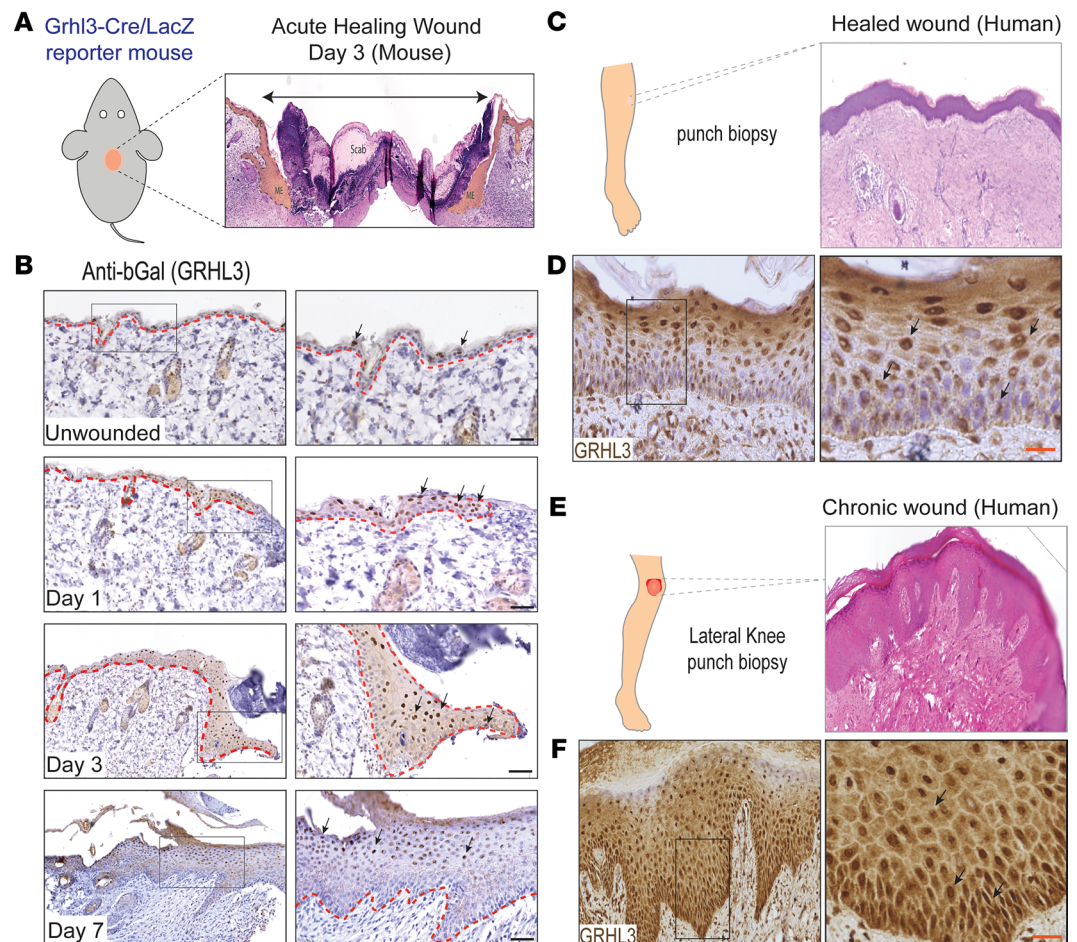 A
Grhl3-Cre/LacZ
reporter mouse
Acute Healing Wound
Day 3 (Mouse)
Scab
ME
ME
B
Anti-bGal (GRHL3)
Unwounded
Day 1
Day 3
Day 7
C
Healed wound (Human)
punch biopsy
D
GRHL3
E
Chronic wound (Human)
Lateral Knee
punch biopsy
F
GRHL3